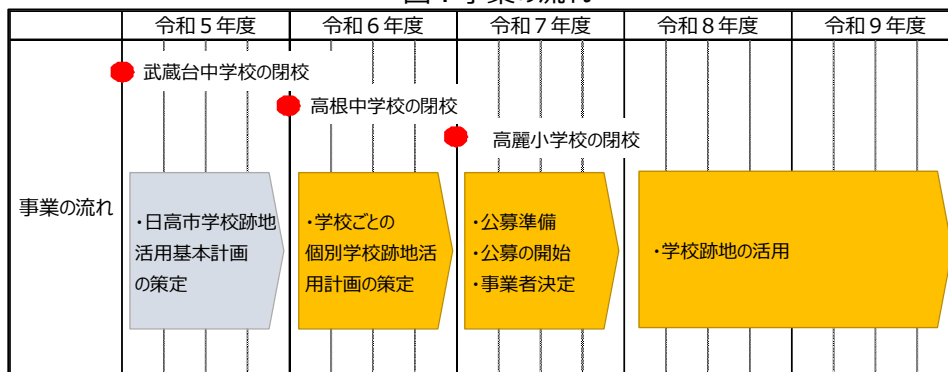 令和５年度
令和６年度
令和７年度
令和８年度
令和９年度
武蔵台中学校の閉校
高根中学校の閉校
高麗小学校の閉校
事業の流れ
・日高市学校跡地
活用基本計画
の策定
・学校ごとの
個別学校跡地活
用計画の策定
・公募準備
・公募の開始
・事業者決定
・学校跡地の活用